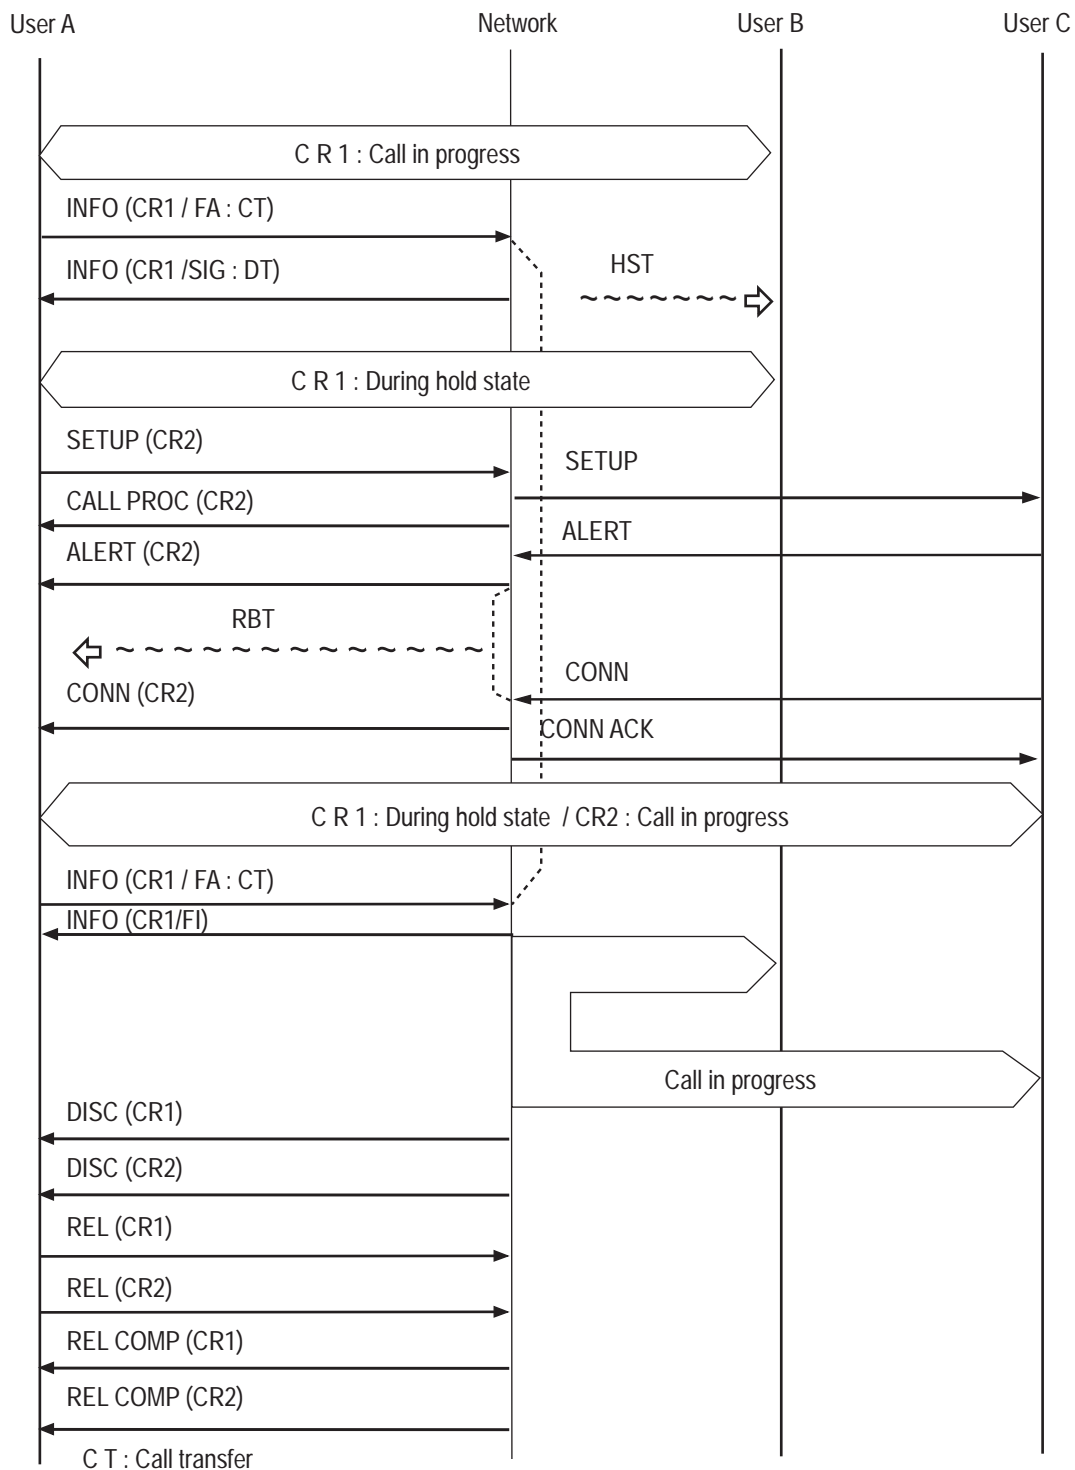 User A
Network
User B
User C
C R 1 : Call in progress
INFO (CR1 / FA : CT)
INFO (CR1 /SIG : DT)
HST
C R 1 : During hold state
SETUP (CR2)
SETUP
CALL PROC (CR2)
ALERT
ALERT (CR2)
RBT
CONN
CONN (CR2)
CONN ACK
C R 1 : During hold state / CR2 : Call in progress
INFO (CR1 / FA : CT)
INFO (CR1/FI)
Call in progress
DISC (CR1)
DISC (CR2)
REL (CR1)
REL (CR2)
REL COMP (CR1)
REL COMP (CR2)
C T : Call transfer